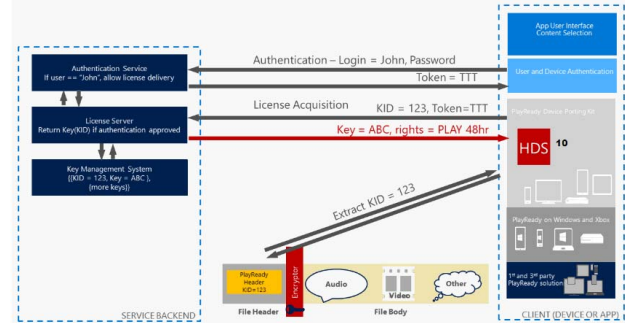 App User Interface
Content Selection
Authentication Service
If user == "John", allow license delivery
Authentication – Login = John, Password
Token = TTT
User and Device Authentication
License Server
Return Key(KID) if authentication approved
License Acquisition
KID = 123, Token=TTT
Key = ABC, rights = PLAY 48hr
PlayReady Device Porting Kit
HDS
10
Key Management System
{(KID = 123, Key = ABC ),
(more keys)}
Extract KID = 123
PlayReady on Windows and Xbox
PlayReady
Header
KID=123
Encryptor
Audio
Video
Other
1st and 3rd party
PlayReady solution
File Header
File Body
SERVICE BACKEND
CLIENT (DEVICE OR APP)